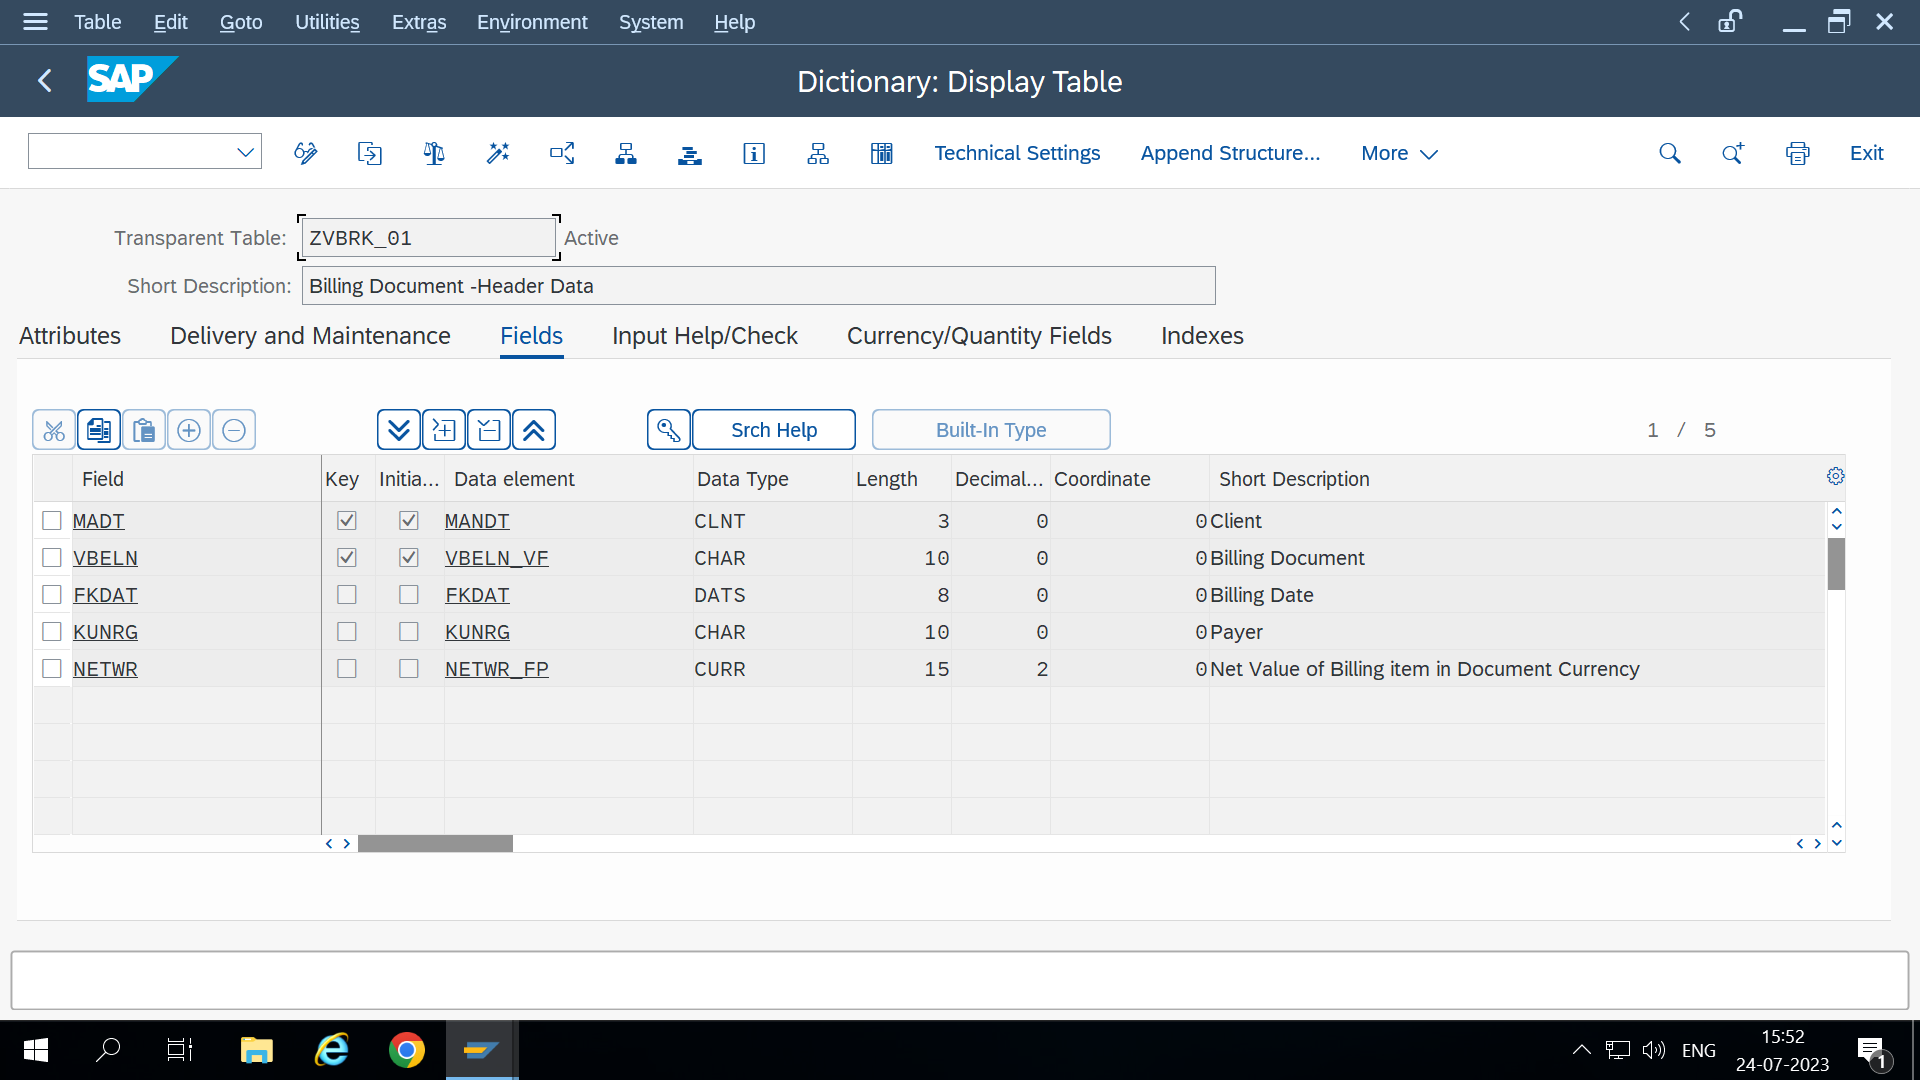 Table Edit Goto Utilities Extras Environment System Help
SAP
Dictionary: Display Table
Technical Settings Append Structure... More Exit
Transparent Table: ZVBRK_01 Active
Short Description: Billing Document -Header Data
Attributes Delivery and Maintenance Fields Input Help/Check Currency/Quantity Fields Indexes
Srch Help Built-In Type 1 / 5
Field Key Initia... Data element Data Type Length Decimal... Coordinate Short Description
MADT MANDT CLNT 3 0 0 Client
VBELN VBELN_VF CHAR 10 0 0 Billing Document
FKDAT FKDAT DATS 8 0 0 Billing Date
KUNRG KUNRG CHAR 10 0 0 Payer
NETWR NETWR_FP CURR 15 2 0 Net Value of Billing item in Document Currency
15:52
ENG
24-07-2023
1